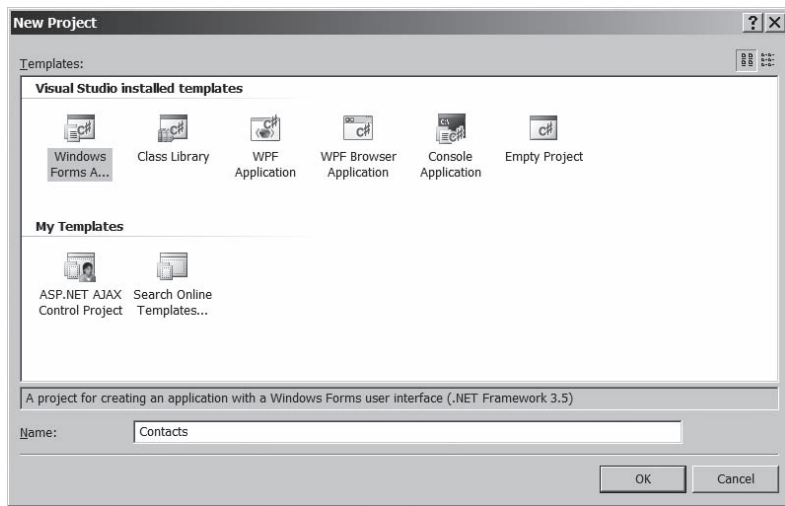 New Project
Templates:
Visual Studio installed templates
Windows Forms A...
Class Library
WPF Application
WPF Browser Application
Console Application
Empty Project
My Templates
ASP.NET AJAX Control Project
Search Online Templates...
A project for creating an application with a Windows Forms user interface (.NET Framework 3.5)
Name:
Contacts
OK
Cancel